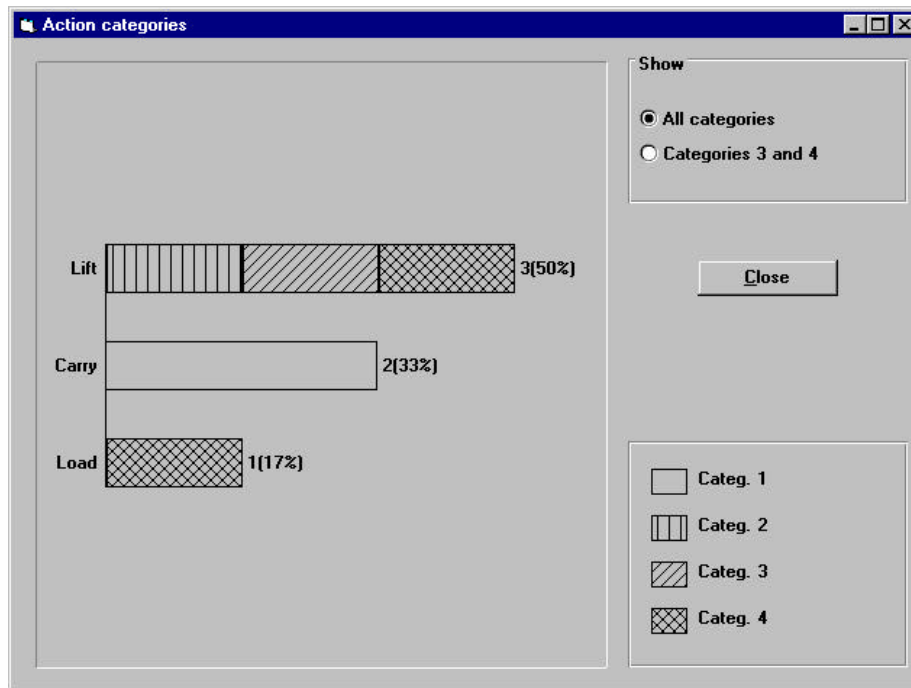 Action categories
Show
All categories
Categories 3 and 4
Lift
3(50%)
Close
Carry
2(33%)
Load
1(17%)
Categ. 1
Categ. 2
Categ. 3
Categ. 4